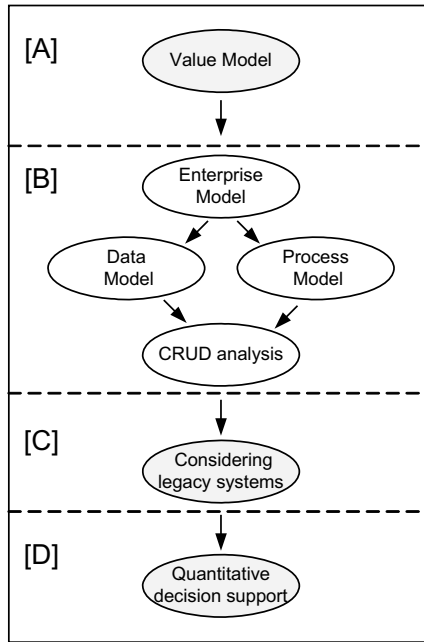 [A]
Value Model
[B]
Enterprise
Model
Data
Model
Process
Model
CRUD analysis
[C]
Considering
legacy systems
[D]
Quantitative
decision support